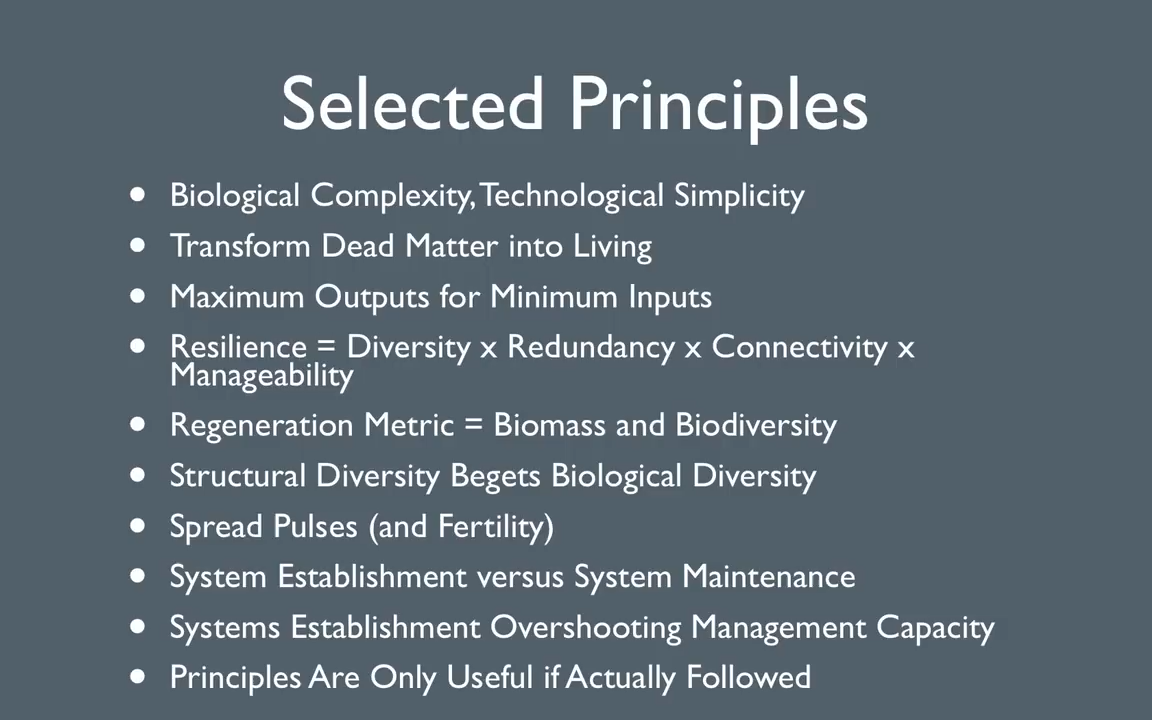 Selected Principles
• Biological Complexity, Technological Simplicity
• Transform Dead Matter into Living
• Maximum Outputs for Minimum Inputs
• Resilience = Diversity x Redundancy x Connectivity x
Manageability
• Regeneration Metric = Biomass and Biodiversity
• Structural Diversity Begets Biological Diversity
• Spread Pulses (and Fertility)
• System Establishment versus System Maintenance
• Systems Establishment Overshooting Management Capacity
• Principles Are Only Useful if Actually Followed